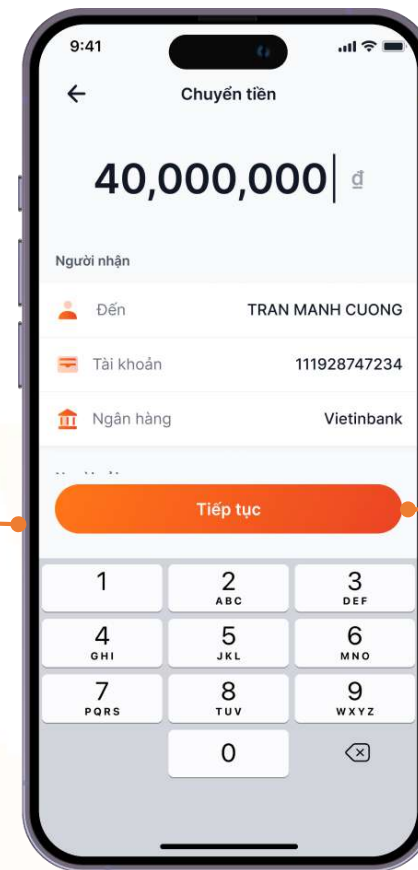 9:41
Chuyển tiền
40,000,000 đ
Người nhận
Đến TRAN MANH CUONG
Tài khoản 111928747234
Ngân hàng Vietinbank
Tiếp tục
1 2 3
ABC DEF
4 5 6
GHI JKL MNO
7 8 9
PQRS TUV WXYZ
0